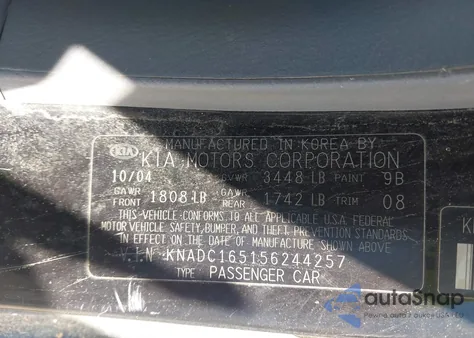 MANUFACTURED IN KOREA BY
KIA KIA MOTORS CORPORATION
10/04 GVWR 3448 LB PAINT 9B
GAWR FRONT 1808 LB GAWR REAR 1742 LB TRIM 08
THIS VEHICLE CONFORMS TO ALL APPLICABLE U.S.A. FEDERAL
MOTOR VEHICLE SAFETY, BUMPER, AND THEFT PREVENTION STANDARDS
IN EFFECT ON THE DATE OF MANUFACTURE SHOWN ABOVE.
V.I.N KNADC165156244257
TYPE PASSENGER CAR
autoSnap